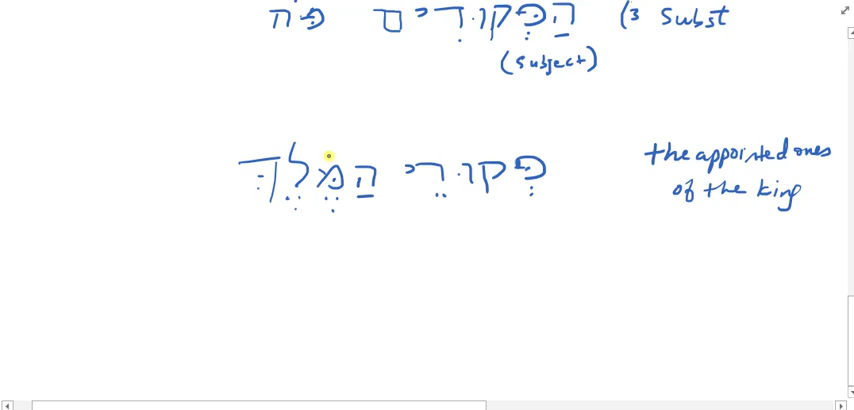 (3 Subst הַפְּקוּדִים פֹּה
(subject)
פְּקוּדֵי הַמֶּלֶךְ
the appointed ones
of the king